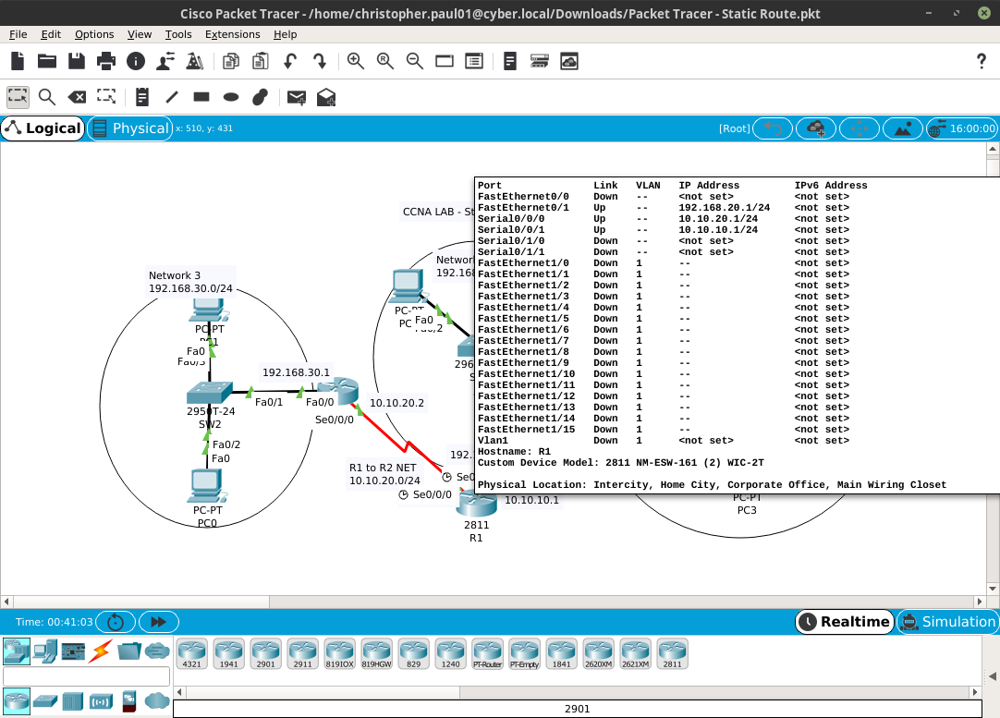 Cisco Packet Tracer - /home/christopher.paul01@cyber.local/Downloads/Packet Tracer - Static Route.pkt
File Edit Options View Tools Extensions Help
Logical Physical x: 510, y: 431 [Root] 16:00:00
CCNA LAB - St
Network 3
192.168.30.0/24
PC-PT
Fa0
192.168.30.1
Fa0/1
Fa0/0
2950T-24
SW2
Se0/0/0
Fa0/2
Fa0
PC-PT
PC0
10.10.20.2
Network
192.168
PC-PT
PC
Fa0
296
192.
R1 to R2 NET
10.10.20.0/24
Se0
Se0/0/0
10.10.10.1
2811
R1
PC-PT
PC3
Port Link VLAN IP Address IPv6 Address
FastEthernet0/0 Down -- <not set> <not set>
FastEthernet0/1 Up -- 192.168.20.1/24 <not set>
Serial0/0/0 Up -- 10.10.20.1/24 <not set>
Serial0/0/1 Up -- 10.10.10.1/24 <not set>
Serial0/1/0 Down -- <not set> <not set>
Serial0/1/1 Down -- <not set> <not set>
FastEthernet1/0 Down 1 -- <not set>
FastEthernet1/1 Down 1 -- <not set>
FastEthernet1/2 Down 1 -- <not set>
FastEthernet1/3 Down 1 -- <not set>
FastEthernet1/4 Down 1 -- <not set>
FastEthernet1/5 Down 1 -- <not set>
FastEthernet1/6 Down 1 -- <not set>
FastEthernet1/7 Down 1 -- <not set>
FastEthernet1/8 Down 1 -- <not set>
FastEthernet1/9 Down 1 -- <not set>
FastEthernet1/10 Down 1 -- <not set>
FastEthernet1/11 Down 1 -- <not set>
FastEthernet1/12 Down 1 -- <not set>
FastEthernet1/13 Down 1 -- <not set>
FastEthernet1/14 Down 1 -- <not set>
FastEthernet1/15 Down 1 -- <not set>
Vlan1 Down 1 <not set> <not set>
Hostname: R1
Custom Device Model: 2811 NM-ESW-161 (2) WIC-2T
Physical Location: Intercity, Home City, Corporate Office, Main Wiring Closet
Time: 00:41:03 Realtime Simulation
4321 1941 2901 2911 819IOX 819HGW 829 1240 PT-Router PT-Empty 1841 2620XM 2621XM 2811
2901